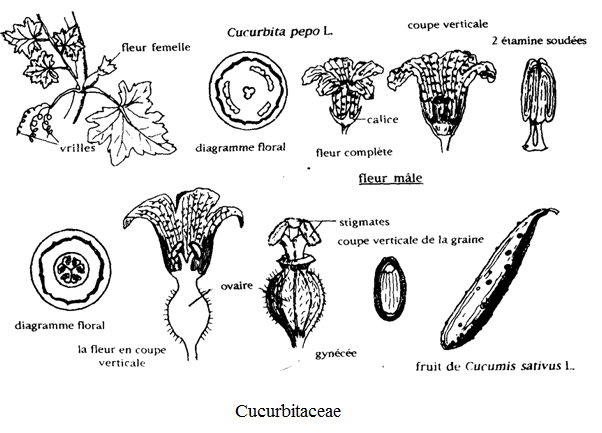 Cucurbita pepo L.
coupe verticale
fleur femelle
2 étamine soudées
vrilles
diagramme floral
calice
fleur complète
fleur mâle
stigmates
coupe verticale de la graine
ovaire
diagramme floral
la fleur en coupe
verticale
gynécée
fruit de Cucumis sativus L.
Cucurbitaceae